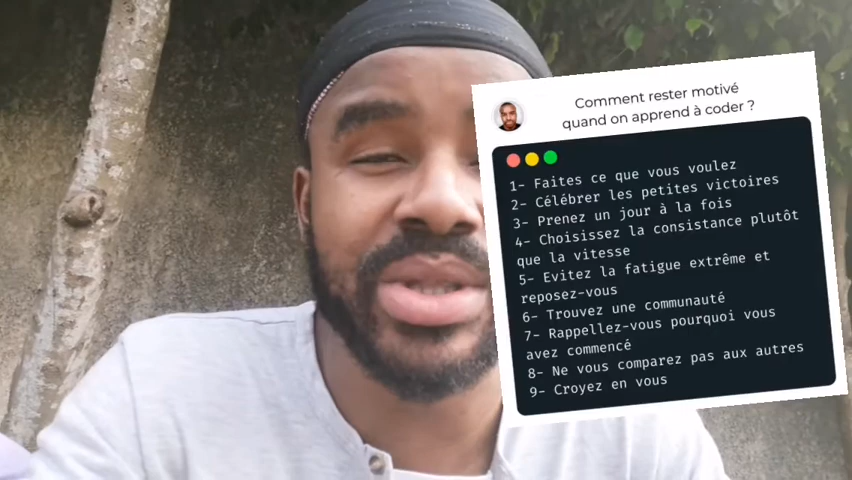 Comment rester motivé
quand on apprend à coder ?
1- Faites ce que vous voulez
2- Célébrer les petites victoires
3- Prenez un jour à la fois
4- Choisissez la consistance plutôt
que la vitesse
5- Evitez la fatigue extrême et
reposez-vous
6- Trouvez une communauté
7- Rappellez-vous pourquoi vous
avez commencé
8- Ne vous comparez pas aux autres
9- Croyez en vous